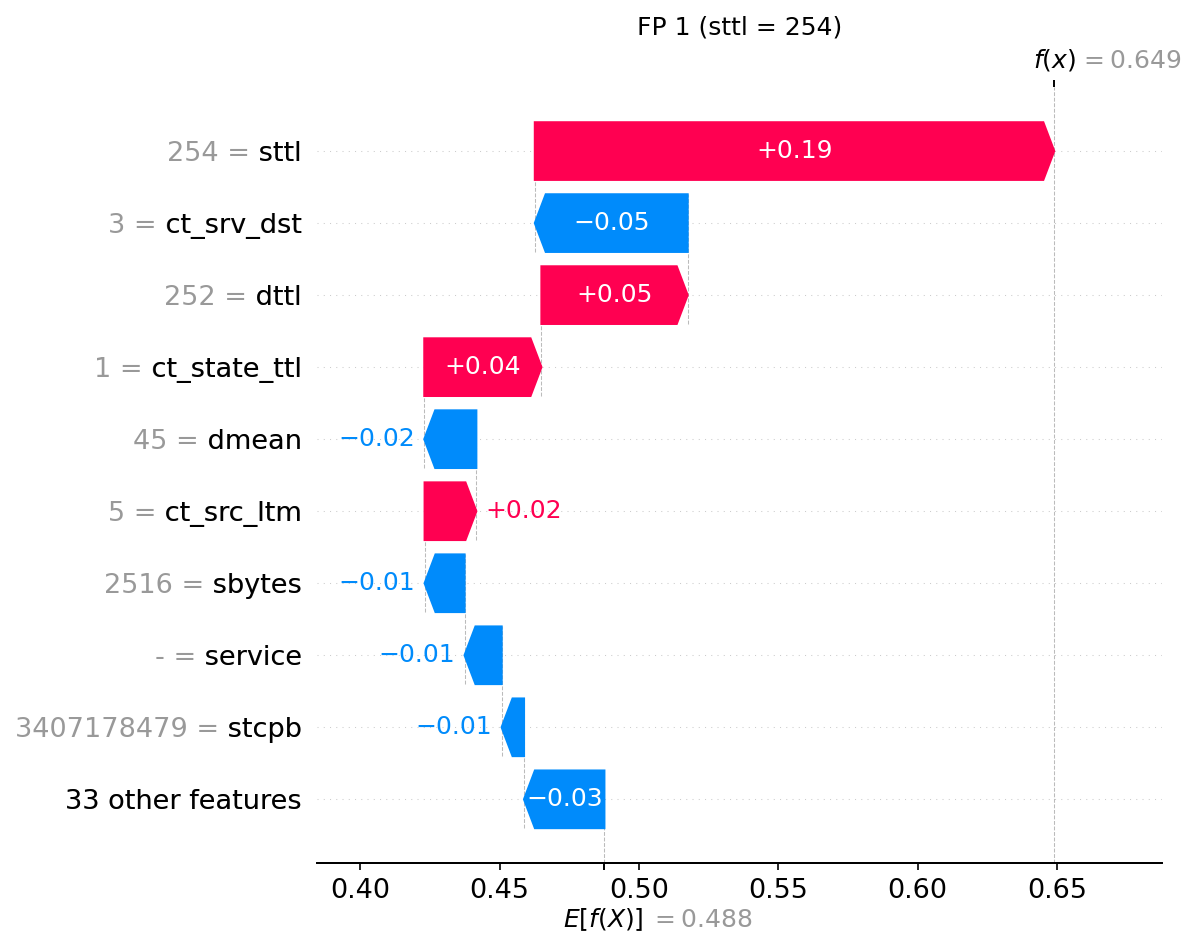 FP 1 (sttl = 254)
f(x) = 0.649
254 = sttl
+0.19
3 = ct_srv_dst
−0.05
252 = dttl
+0.05
1 = ct_state_ttl
+0.04
45 = dmean
−0.02
5 = ct_src_ltm
+0.02
2516 = sbytes
−0.01
- = service
−0.01
3407178479 = stcpb
−0.01
33 other features
−0.03
0.40 0.45 0.50 0.55 0.60 0.65
E[f(X)] = 0.488